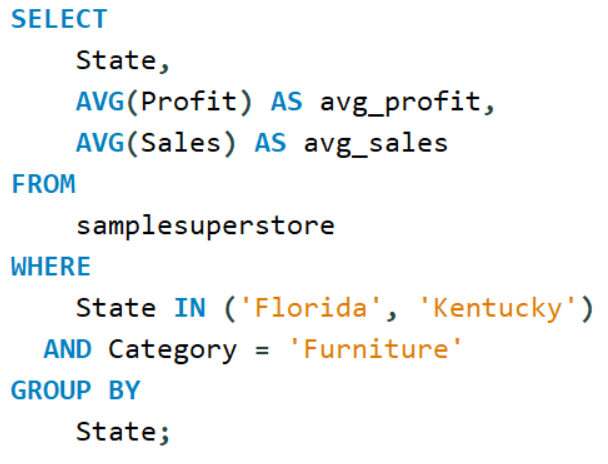 SELECT
    State,
    AVG(Profit) AS avg_profit,
    AVG(Sales) AS avg_sales
FROM
    samplesuperstore
WHERE
    State IN ('Florida', 'Kentucky')
  AND Category = 'Furniture'
GROUP BY
    State;